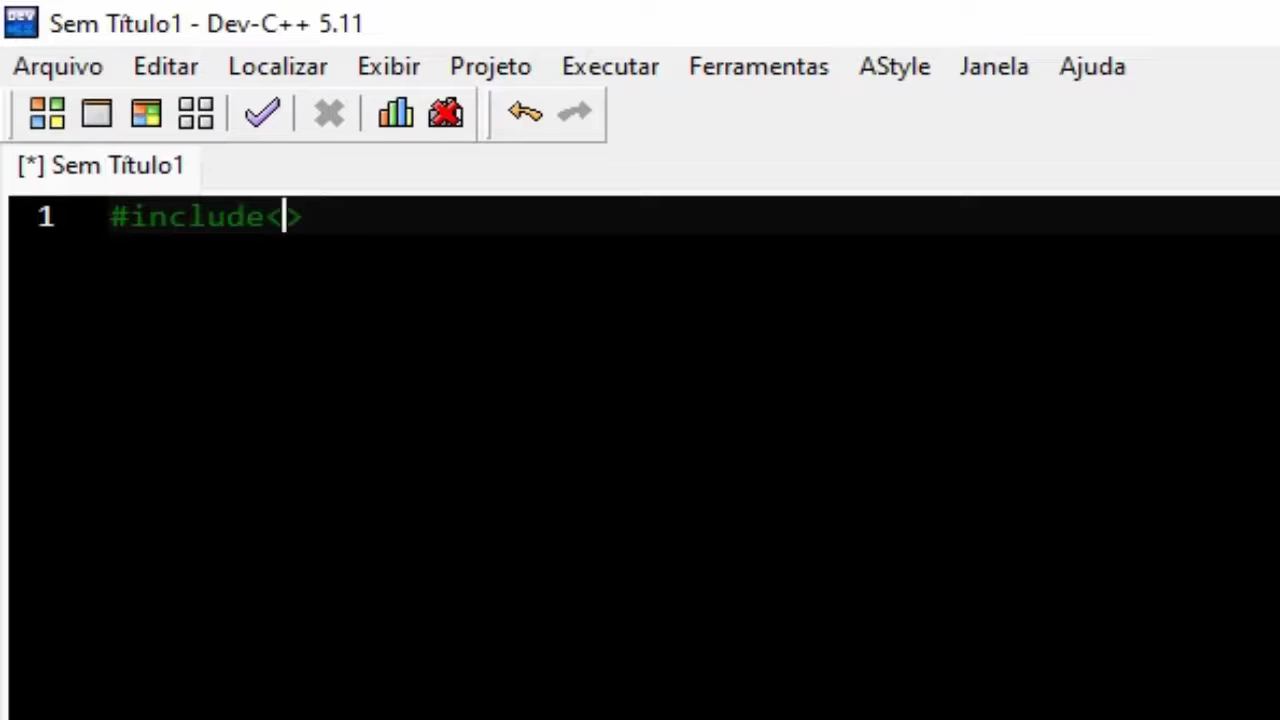 Sem Título1 - Dev-C++ 5.11
Arquivo Editar Localizar Exibir Projeto Executar Ferramentas AStyle Janela Ajuda
[*] Sem Título1
1 #include<>